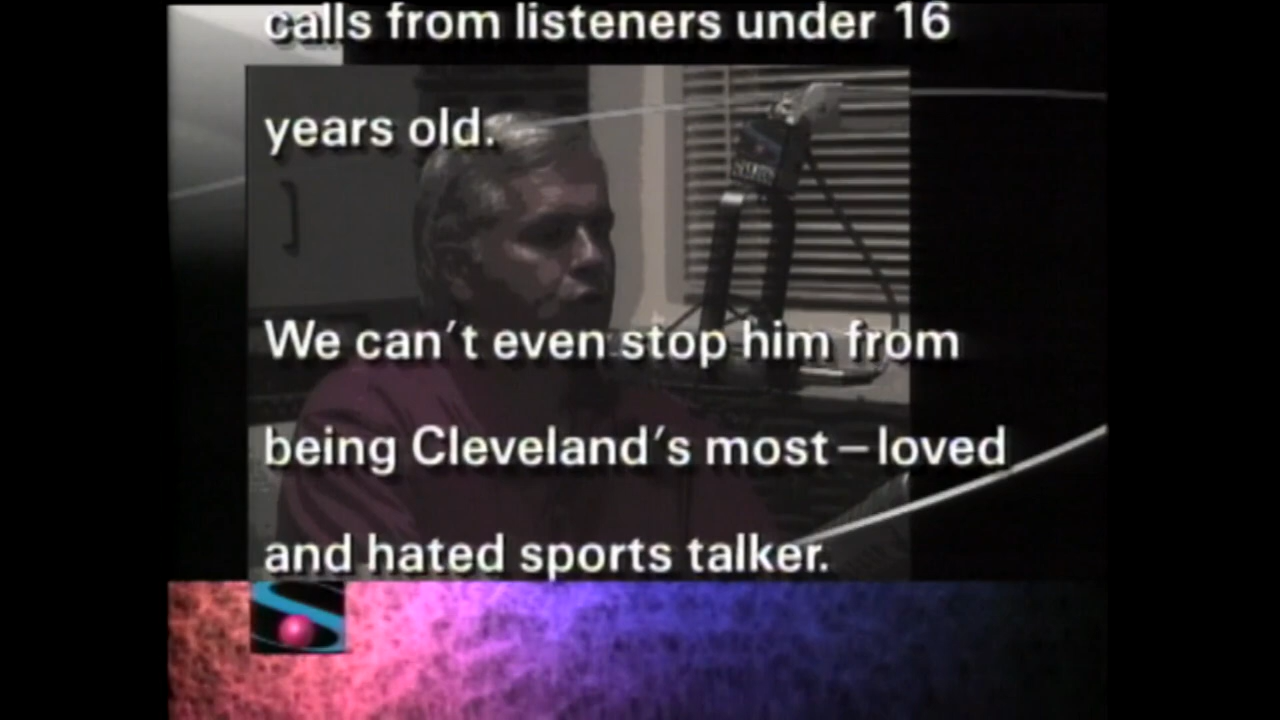 calls from listeners under 16
years old.
We can't even stop him from
being Cleveland's most–loved
and hated sports talker.